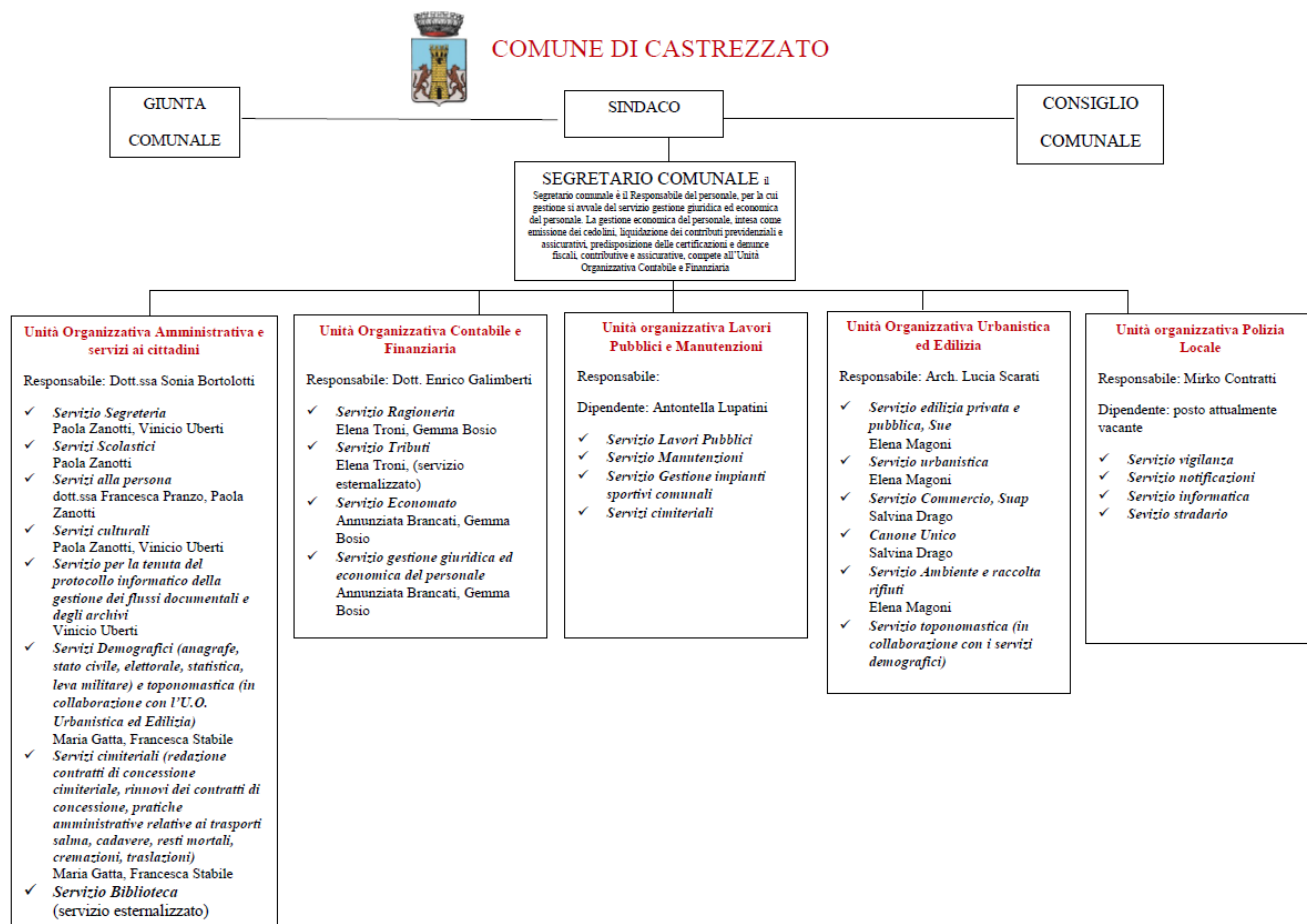 COMUNE DI CASTREZZATO
GIUNTA
COMUNALE
SINDACO
CONSIGLIO
COMUNALE
SEGRETARIO COMUNALE il
Segretario comunale è il Responsabile del personale, per la cui
gestione si avvale del servizio gestione giuridica ed economica
del personale. La gestione economica del personale, intesa come
emissione dei cedolini, liquidazione dei contributi previdenziali e
assicurativi, predisposizione delle certificazioni e denunce
fiscali, contributive e assicurative, compete all'Unità
Organizzativa Contabile e Finanziaria
Unità Organizzativa Amministrativa e
servizi ai cittadini
Responsabile: Dott.ssa Sonia Bortolotti
✓ Servizio Segreteria
Paola Zanotti, Vinicio Uberti
✓ Servizi Scolastici
Paola Zanotti
✓ Servizi alla persona
dott.ssa Francesca Pranzo, Paola
Zanotti
✓ Servizi culturali
Paola Zanotti, Vinicio Uberti
✓ Servizio per la tenuta del
protocollo informatico della
gestione dei flussi documentali e
degli archivi
Vinicio Uberti
✓ Servizi Demografici (anagrafe,
stato civile, elettorale, statistica,
leva militare) e toponomastica (in
collaborazione con l'U.O.
Urbanistica ed Edilizia)
Maria Gatta, Francesca Stabile
✓ Servizi cimiteriali (redazione
contratti di concessione
cimiteriale, rinnovi dei contratti di
concessione, pratiche
amministrative relative ai trasporti
salma, cadavere, resti mortali,
cremazioni, traslazioni)
Maria Gatta, Francesca Stabile
✓ Servizio Biblioteca
(servizio esternalizzato)
Unità Organizzativa Contabile e
Finanziaria
Responsabile: Dott. Enrico Galimberti
✓ Servizio Ragioneria
Elena Troni, Gemma Bosio
✓ Servizio Tributi
Elena Troni, (servizio
esternalizzato)
✓ Servizio Economato
Annunziata Brancati, Gemma
Bosio
✓ Servizio gestione giuridica ed
economica del personale
Annunziata Brancati, Gemma
Bosio
Unità organizzativa Lavori
Pubblici e Manutenzioni
Responsabile:
Dipendente: Antontella Lupatini
✓ Servizio Lavori Pubblici
✓ Servizio Manutenzioni
✓ Servizio Gestione impianti
sportivi comunali
✓ Servizi cimiteriali
Unità Organizzativa Urbanistica
ed Edilizia
Responsabile: Arch. Lucia Scarati
✓ Servizio edilizia privata e
pubblica, Sue
Elena Magoni
✓ Servizio urbanistica
Elena Magoni
✓ Servizio Commercio, Suap
Salvina Drago
✓ Canone Unico
Salvina Drago
✓ Servizio Ambiente e raccolta
rifiuti
Elena Magoni
✓ Servizio toponomastica (in
collaborazione con i servizi
demografici)
Unità organizzativa Polizia
Locale
Responsabile: Mirko Contratti
Dipendente: posto attualmente
vacante
✓ Servizio vigilanza
✓ Servizio notificazioni
✓ Servizio informatica
✓ Sevizio stradario